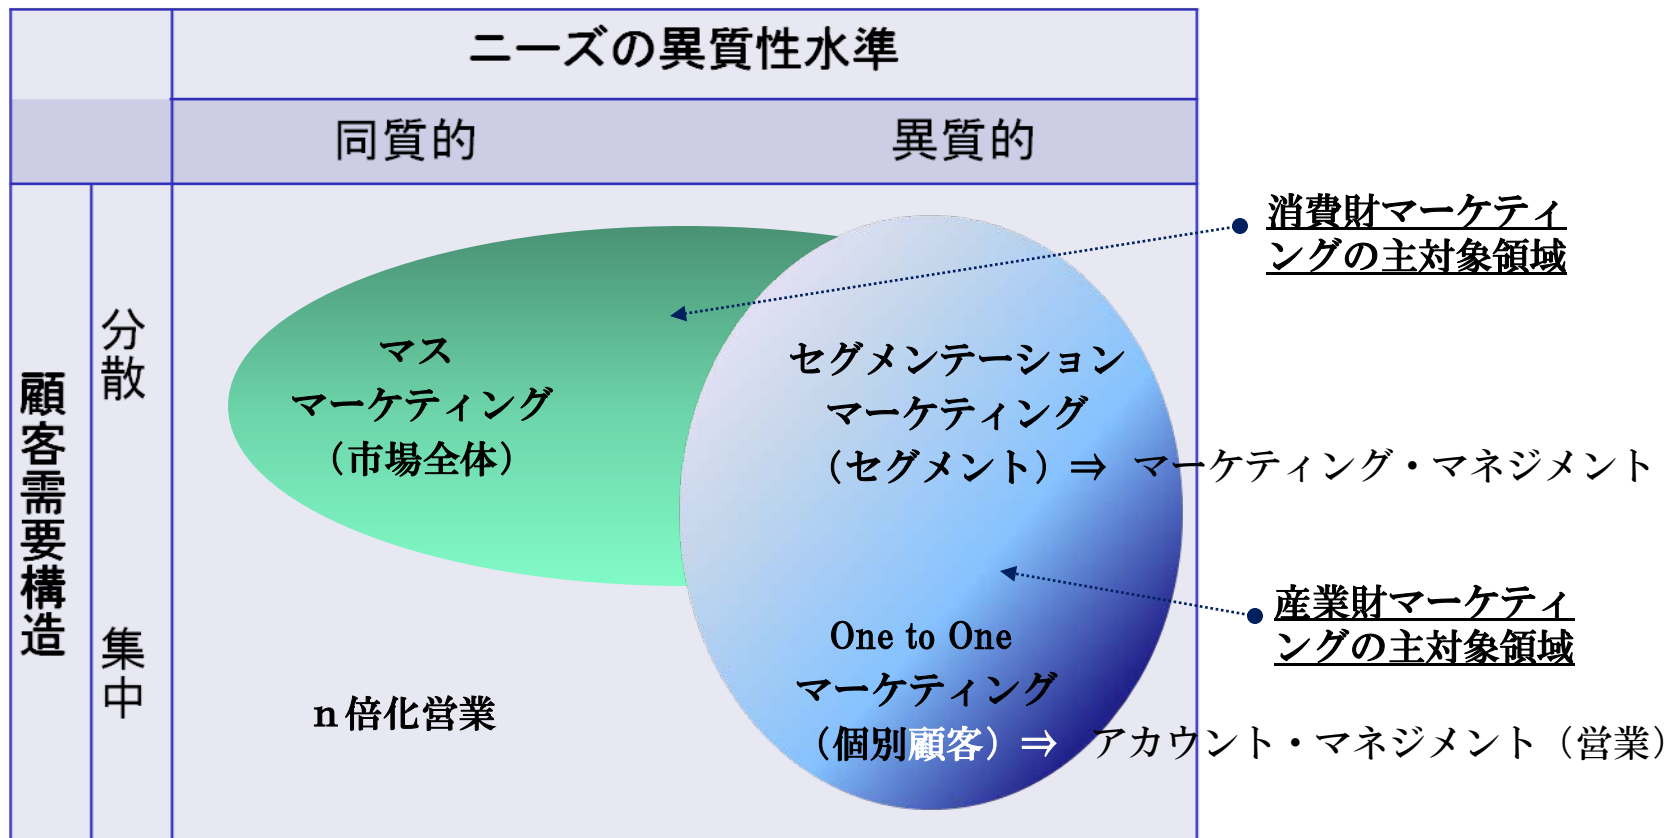 ニーズの異質性水準
同質的
異質的
顧客需要構造
分散
集中
マス
マーケティング
（市場全体）
セグメンテーション
マーケティング
（セグメント）⇒ マーケティング・マネジメント
One to One
マーケティング
（個別顧客）⇒ アカウント・マネジメント（営業）
ｎ倍化営業
消費財マーケティ
ングの主対象領域
産業財マーケティ
ングの主対象領域